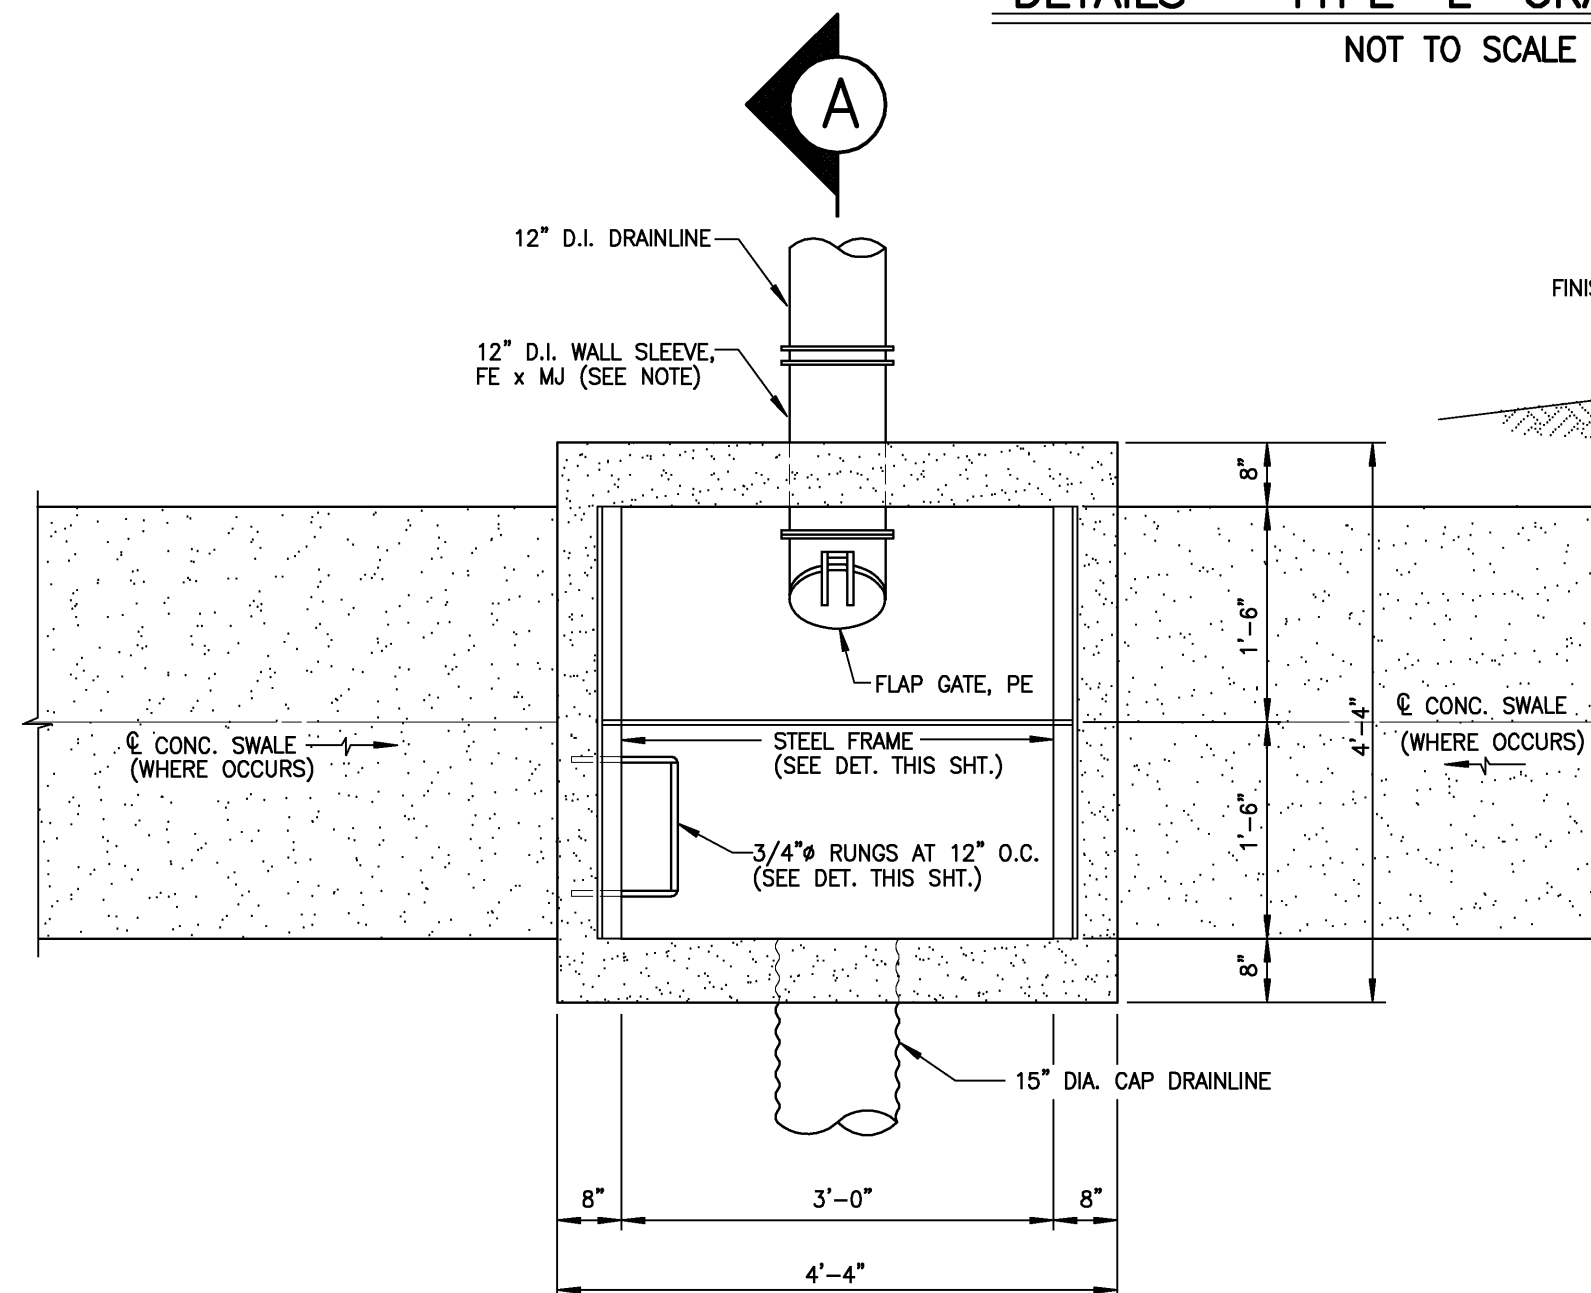 NOT TO SCALE
A
12" D.I. DRAINLINE
12" D.I. WALL SLEEVE,
FE x MJ (SEE NOTE)
8"
1'-6"
FLAP GATE, PE
4'-4"
℄ CONC. SWALE
(WHERE OCCURS)
STEEL FRAME
(SEE DET. THIS SHT.)
℄ CONC. SWALE
(WHERE OCCURS)
1'-6"
3/4"ø RUNGS AT 12" O.C.
(SEE DET. THIS SHT.)
8"
15" DIA. CAP DRAINLINE
8"
3'-0"
8"
4'-4"